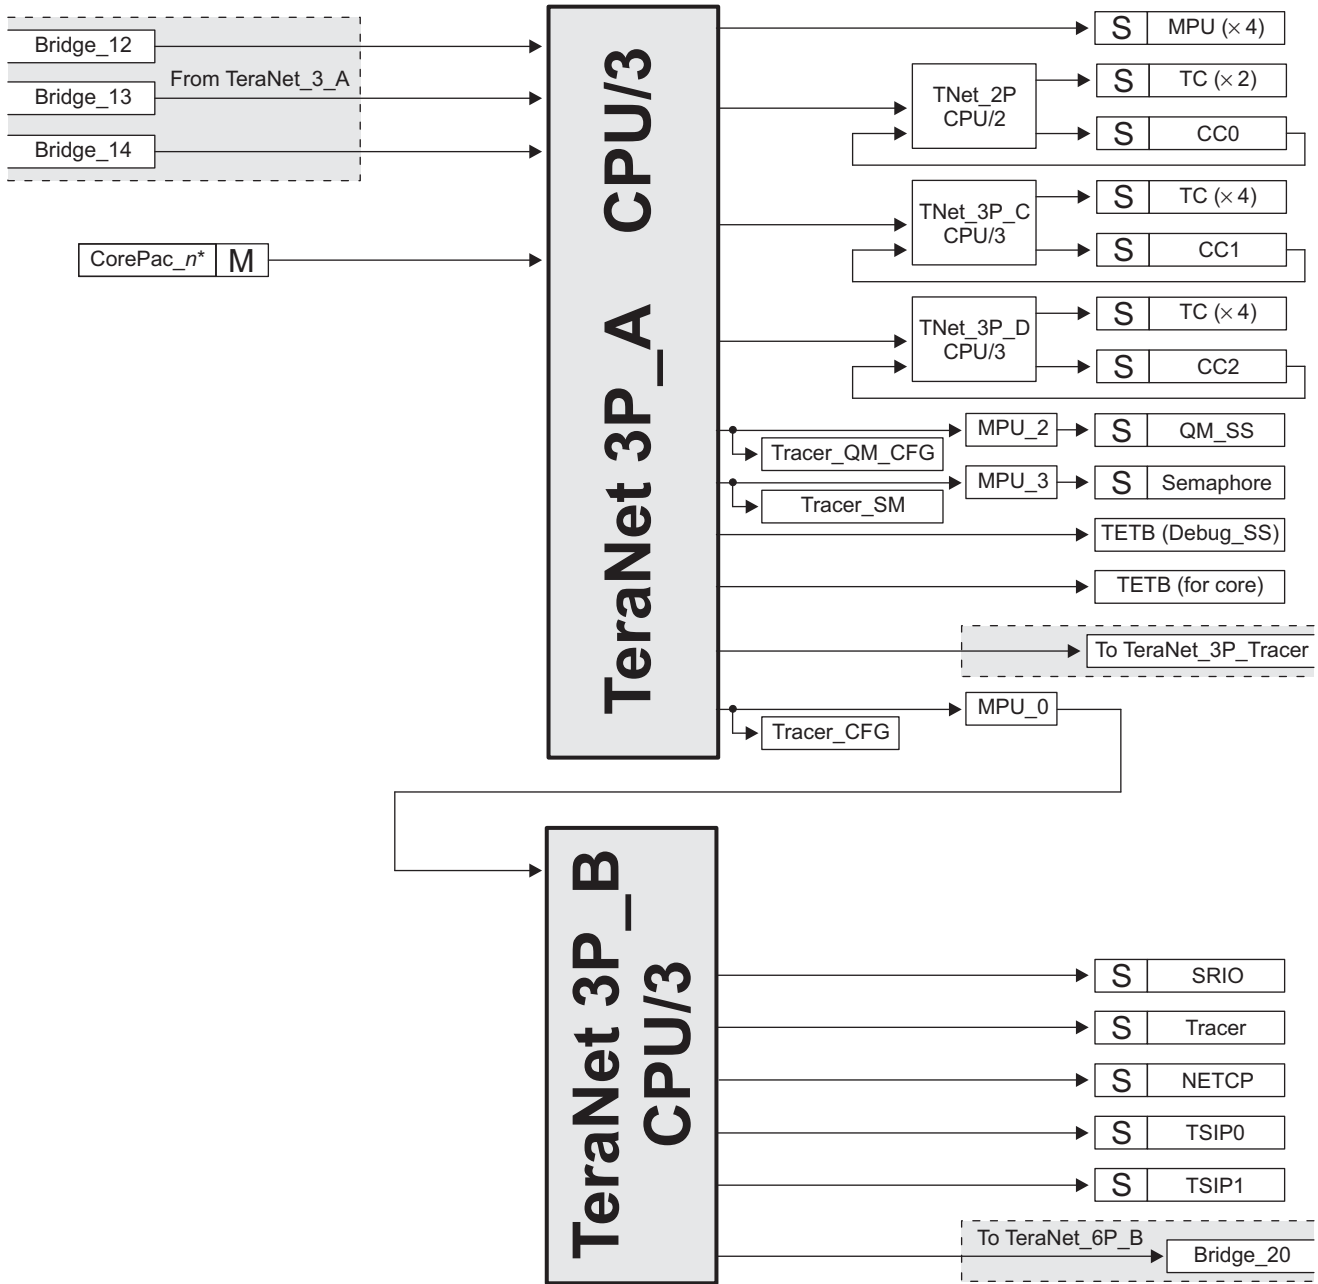 Bridge_12
From TeraNet_3_A
Bridge_13
Bridge_14
CorePac_n*
M
TeraNet 3P_A CPU/3
S
MPU (× 4)
TNet_2P
CPU/2
S
TC (× 2)
S
CC0
TNet_3P_C
CPU/3
S
TC (× 4)
S
CC1
TNet_3P_D
CPU/3
S
TC (× 4)
S
CC2
MPU_2
S
QM_SS
Tracer_QM_CFG
MPU_3
S
Semaphore
Tracer_SM
TETB (Debug_SS)
TETB (for core)
To TeraNet_3P_Tracer
MPU_0
Tracer_CFG
TeraNet 3P_B
CPU/3
S
SRIO
S
Tracer
S
NETCP
S
TSIP0
S
TSIP1
To TeraNet_6P_B
Bridge_20